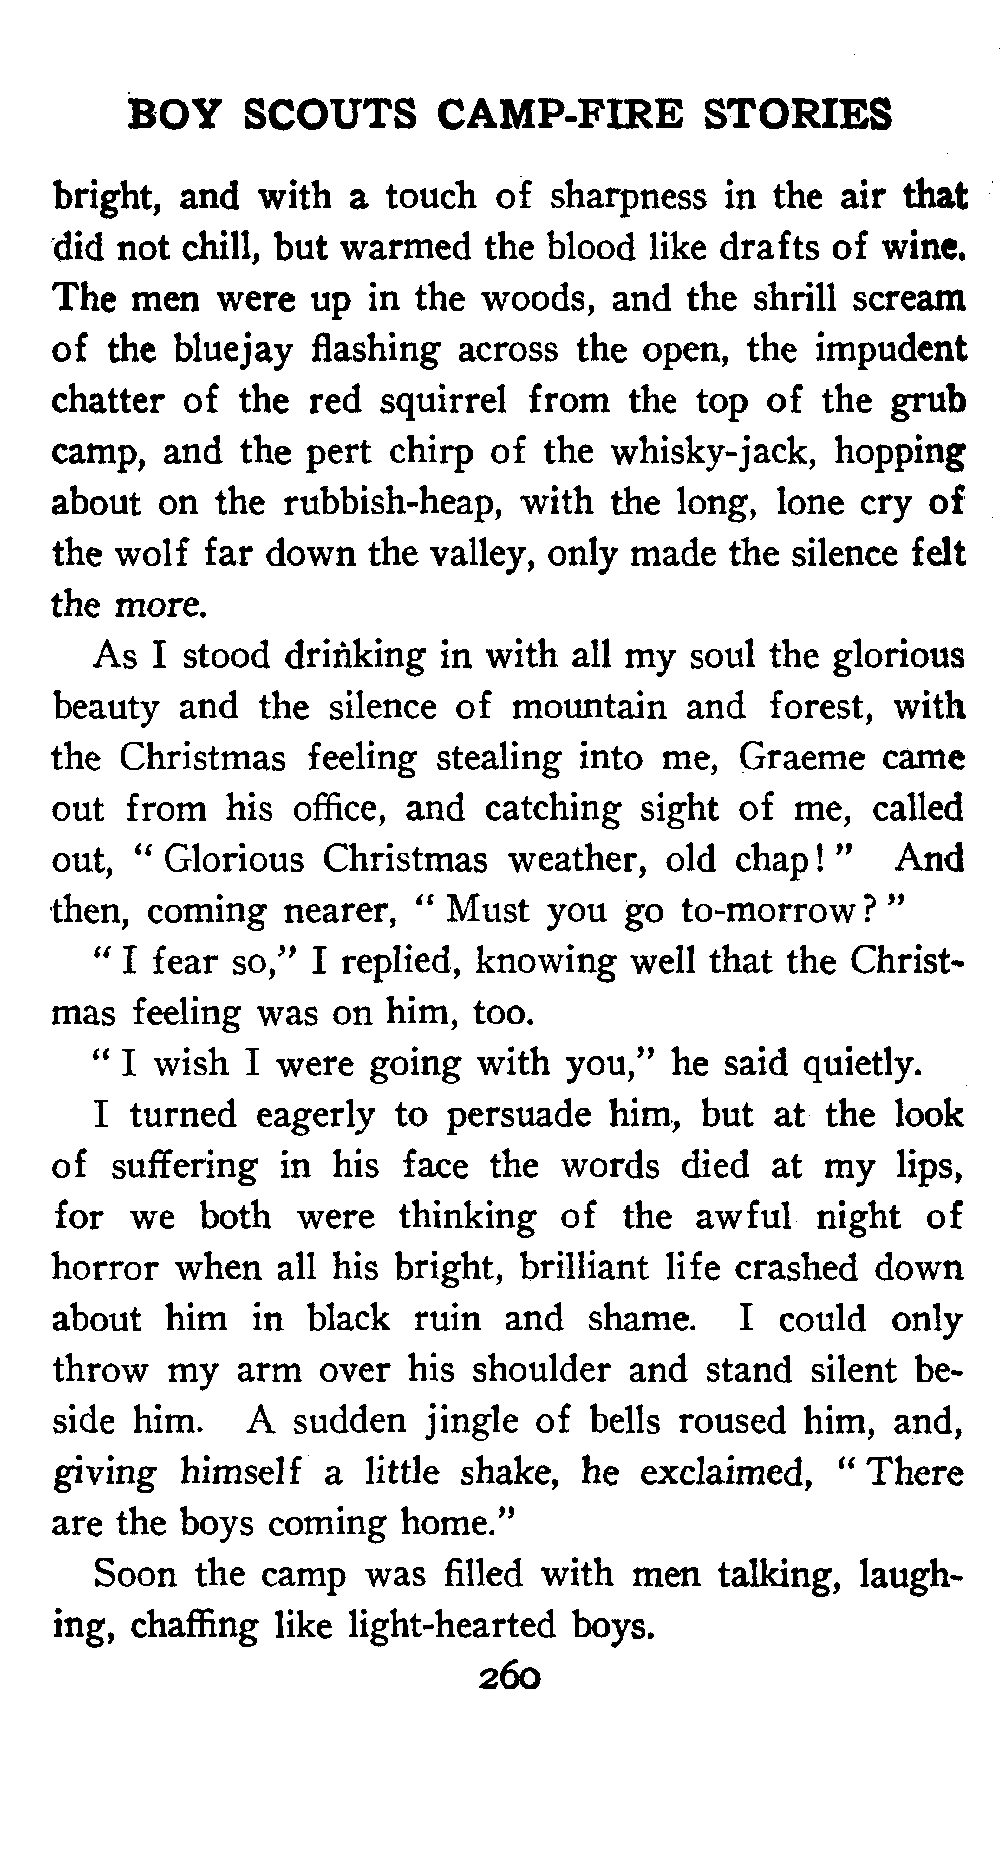 BOY SCOUTS CAMP-FIRE STORIES
bright, and with a touch of sharpness in the air that
did not chill, but warmed the blood like drafts of wine.
The men were up in the woods, and the shrill scream
of the bluejay flashing across the open, the impudent
chatter of the red squirrel from the top of the grub
camp, and the pert chirp of the whisky-jack, hopping
about on the rubbish-heap, with the long, lone cry of
the wolf far down the valley, only made the silence felt
the more.
As I stood drinking in with all my soul the glorious
beauty and the silence of mountain and forest, with
the Christmas feeling stealing into me, Graeme came
out from his office, and catching sight of me, called
out, “ Glorious Christmas weather, old chap! ” And
then, coming nearer, “ Must you go to-morrow? ”
“ I fear so,” I replied, knowing well that the Christ-
mas feeling was on him, too.
“ I wish I were going with you,” he said quietly.
I turned eagerly to persuade him, but at the look
of suffering in his face the words died at my lips,
for we both were thinking of the awful night of
horror when all his bright, brilliant life crashed down
about him in black ruin and shame. I could only
throw my arm over his shoulder and stand silent be-
side him. A sudden jingle of bells roused him, and,
giving himself a little shake, he exclaimed, “ There
are the boys coming home.”
Soon the camp was filled with men talking, laugh-
ing, chaffing like light-hearted boys.
260